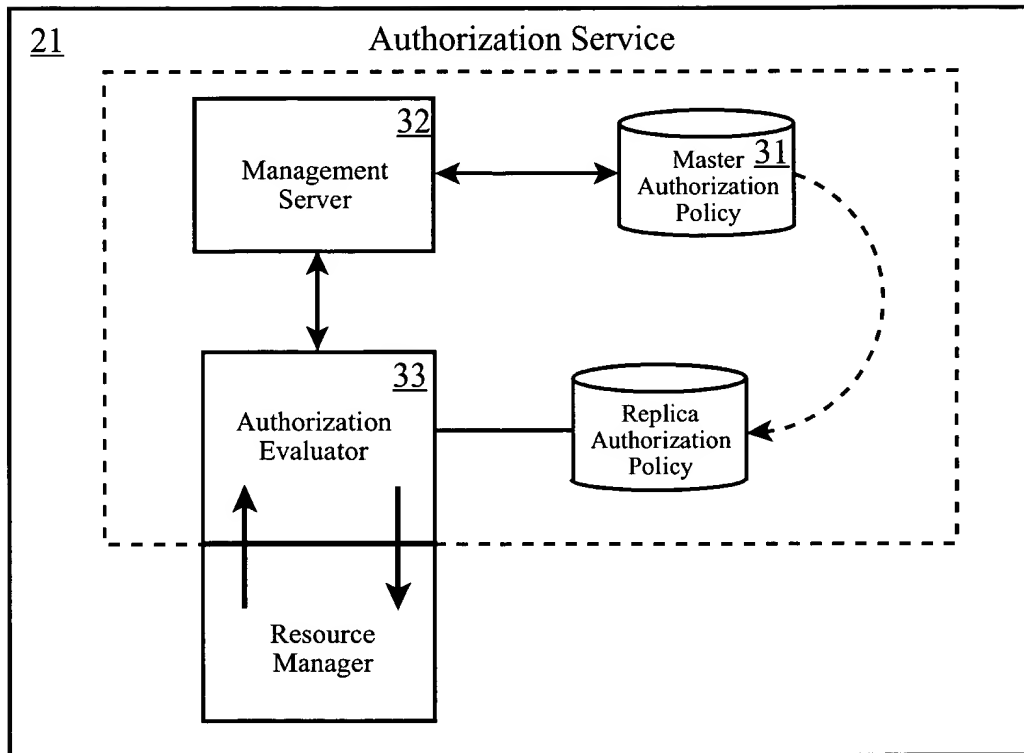 21
Authorization Service
32
Management
Server
31
Master
Authorization
Policy
33
Authorization
Evaluator
Replica
Authorization
Policy
Resource
Manager